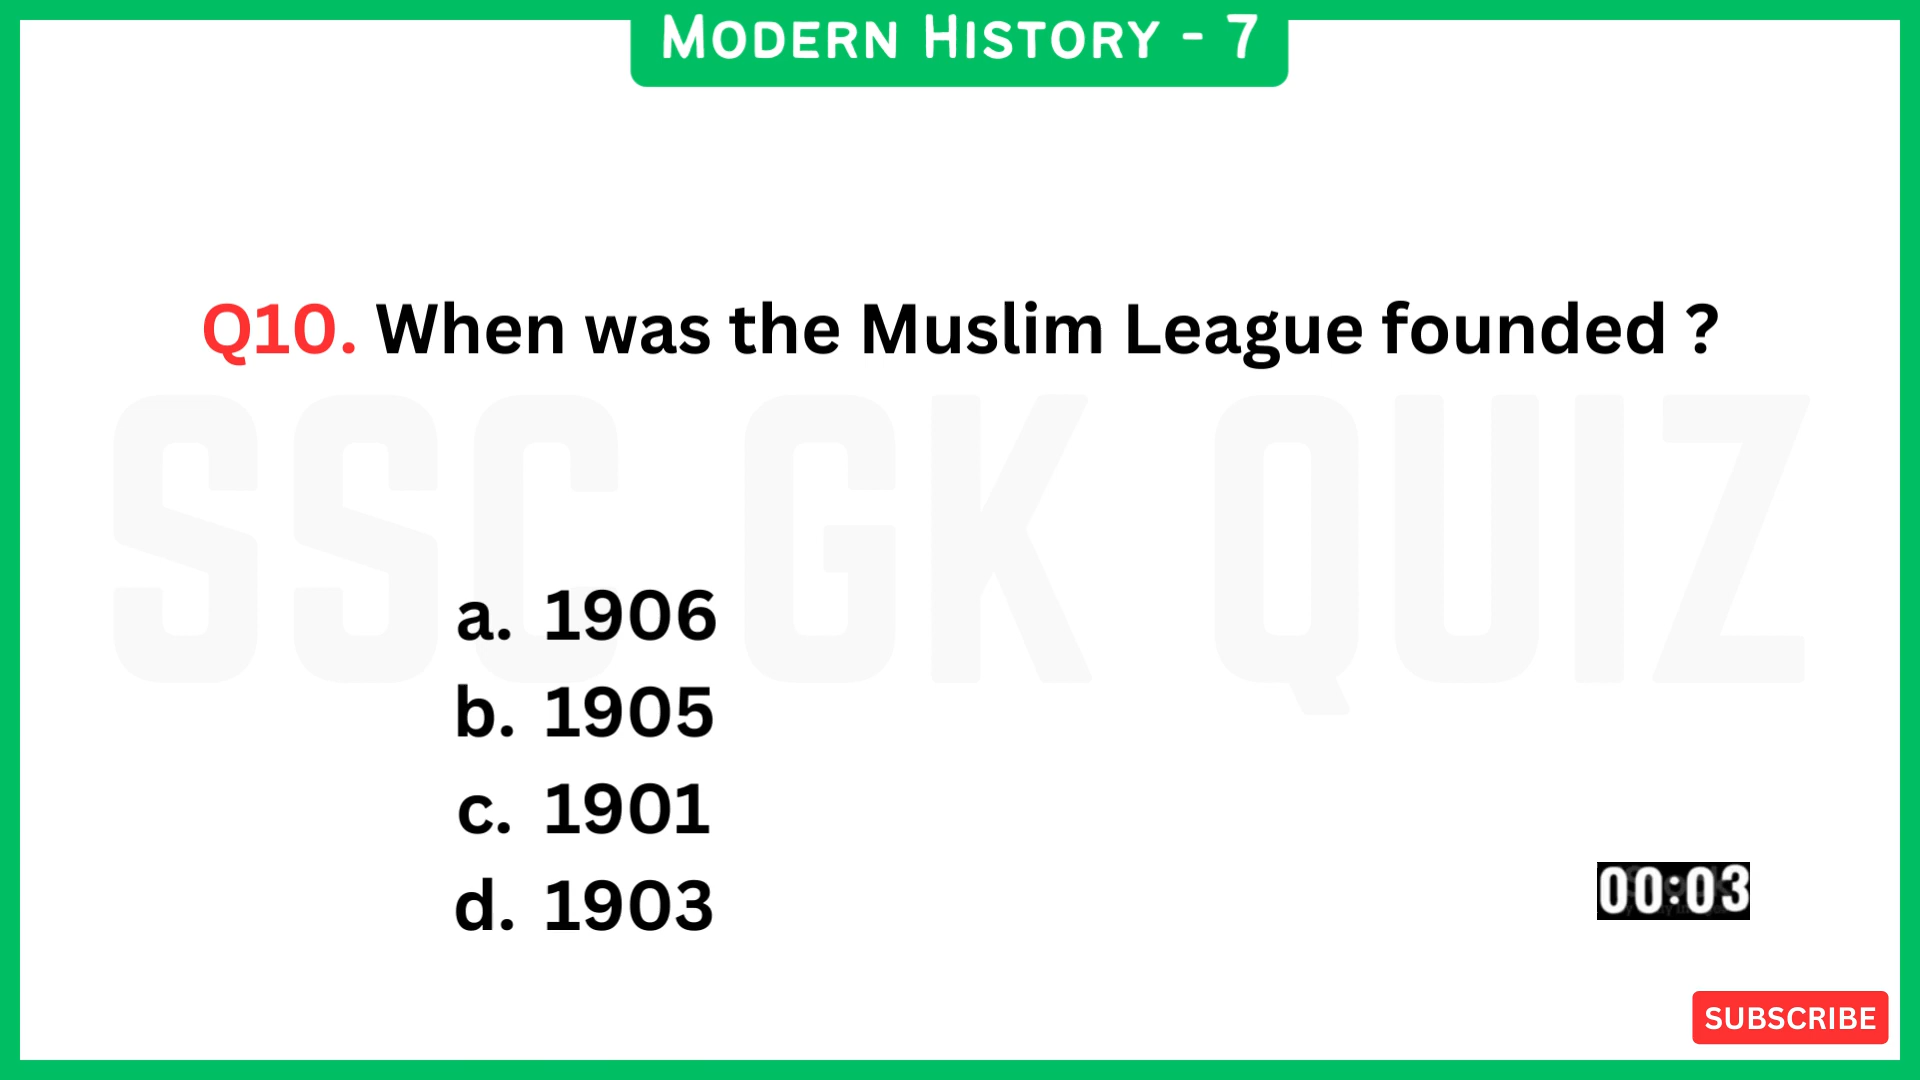 Modern History - 7
Q10. When was the Muslim League founded ?
SSC GK QUIZ
a. 1906
b. 1905
c. 1901
d. 1903
00:03
SUBSCRIBE